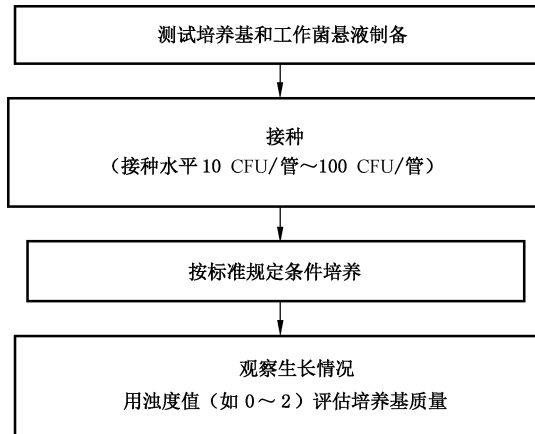 测试培养基和工作菌悬液制备
接种
（接种水平10 CFU/管～100 CFU/管）
按标准规定条件培养
观察生长情况
用浊度值（如0～2）评估培养基质量